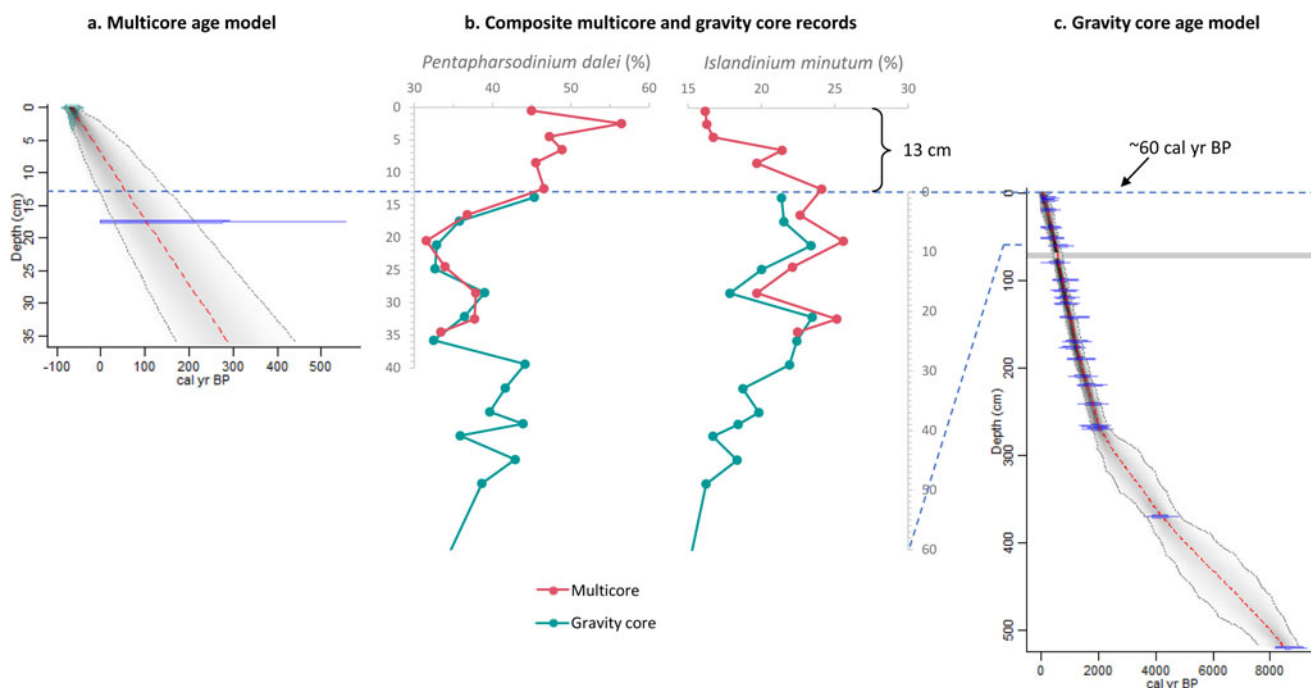 a. Multicore age model
b. Composite multicore and gravity core records
c. Gravity core age model
Pentapharsodinium dalei (%)
Islandinium minutum (%)
30 40 50 60
15 20 25 30
0
5
10
15
20
25
30
35
40
Depth (cm)
0
5
10
15
20
25
30
35
-100 0 100 200 300 400 500
cal yr BP
13 cm
0
10
20
30
40
50
60
~60 cal yr BP
Depth (cm)
0
100
200
300
400
500
0 2000 4000 6000 8000
cal yr BP
Multicore
Gravity core